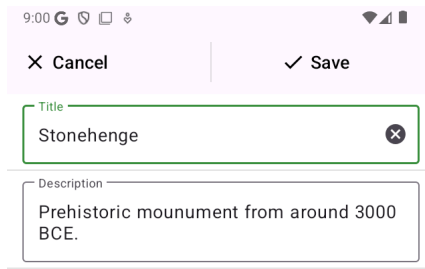 9:00
Cancel
Save
Title
Stonehenge
Description
Prehistoric mounument from around 3000
BCE.